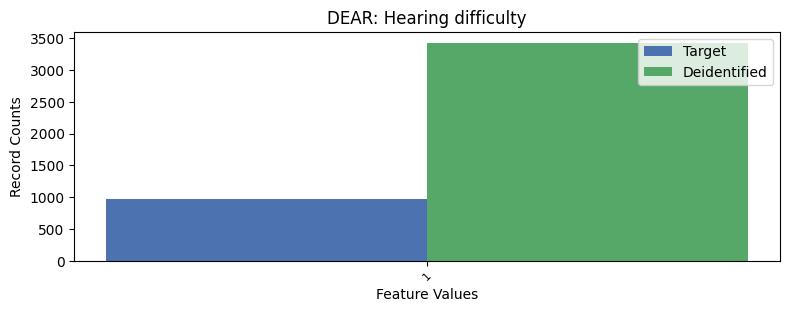 DEAR: Hearing difficulty
Target
Deidentified
Record Counts
3500
3000
2500
2000
1500
1000
500
0
1
Feature Values